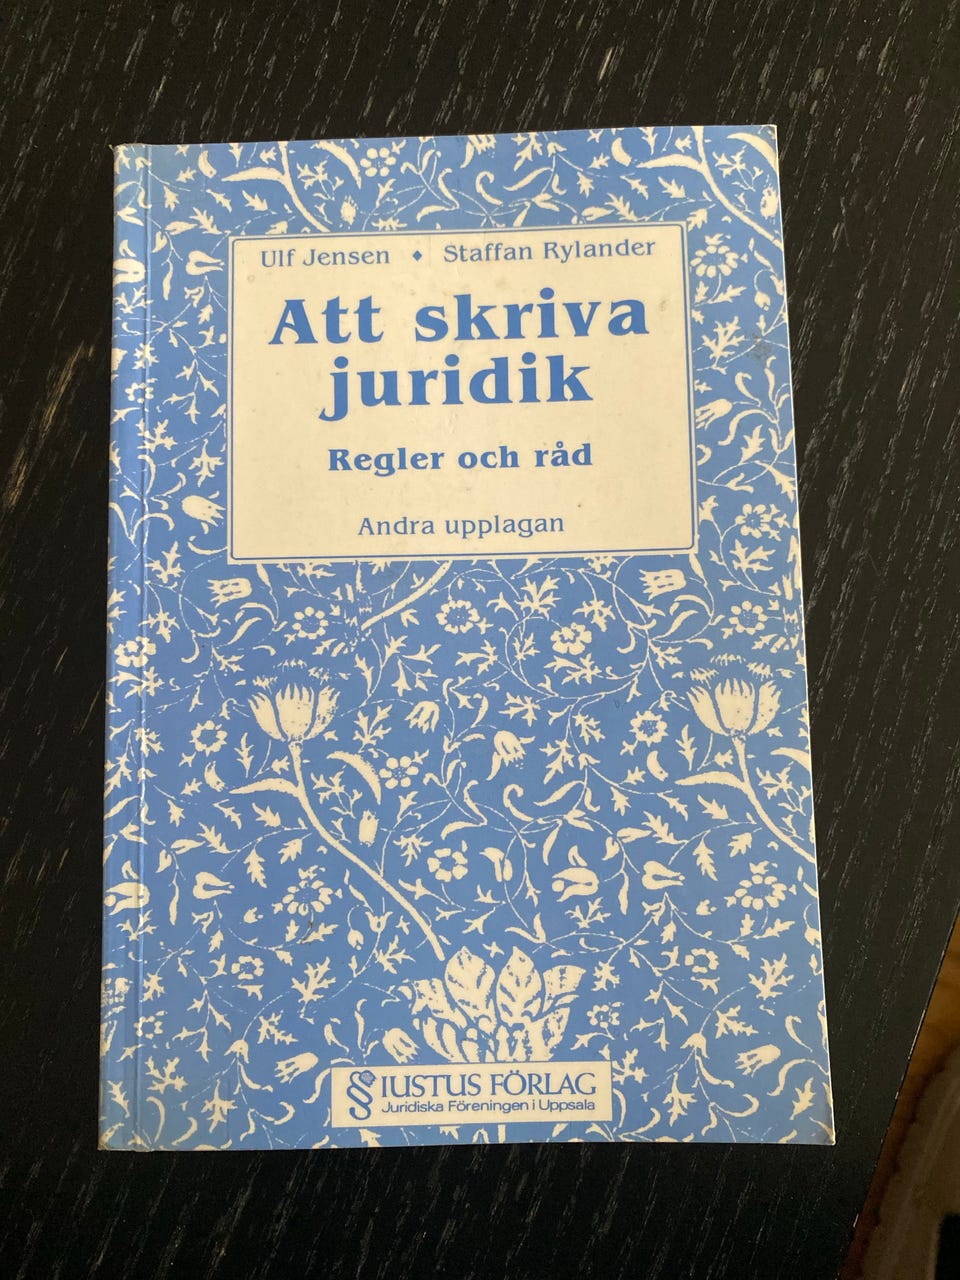 Ulf Jensen ♦ Staffan Rylander
Att skriva
juridik
Regler och råd
Andra upplagan
§ IUSTUS FÖRLAG
Juridiska Föreningen i Uppsala